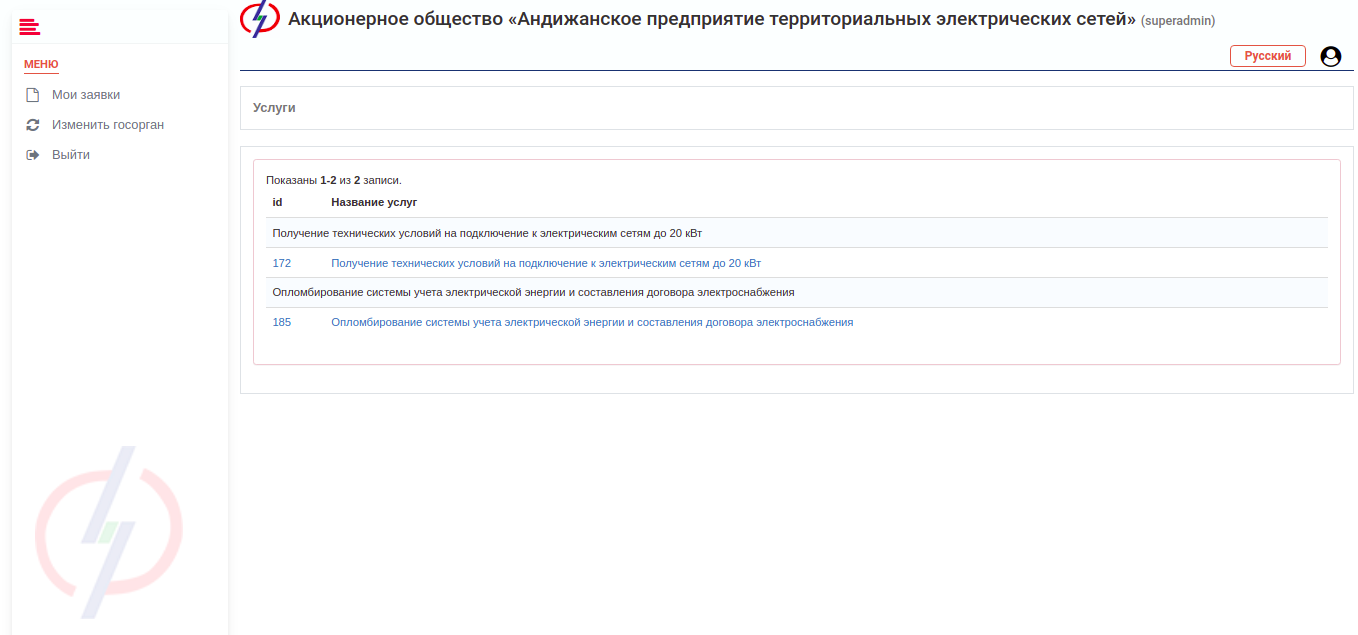 Акционерное общество «Андижанское предприятие территориальных электрических сетей» (superadmin)
Русский
МЕНЮ
Мои заявки
Изменить госорган
Выйти
Услуги
Показаны 1-2 из 2 записи.
id Название услуг
Получение технических условий на подключение к электрическим сетям до 20 кВт
172 Получение технических условий на подключение к электрическим сетям до 20 кВт
Опломбирование системы учета электрической энергии и составления договора электроснабжения
185 Опломбирование системы учета электрической энергии и составления договора электроснабжения